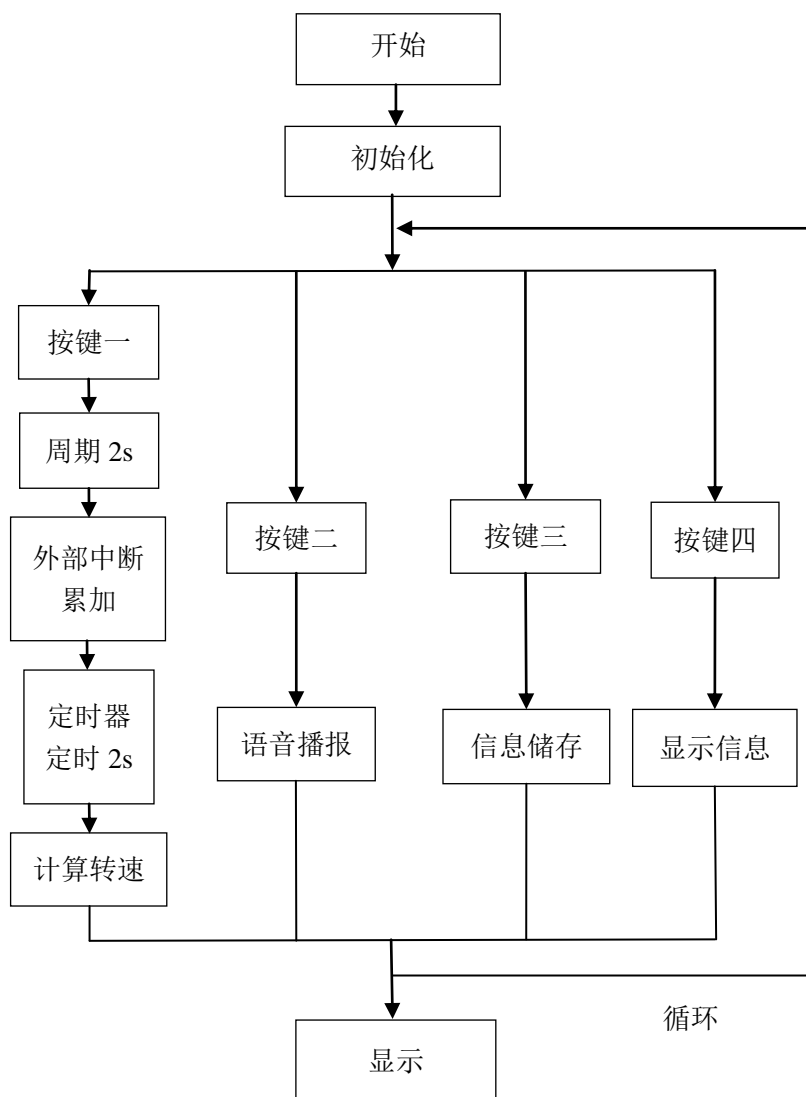 开始
初始化
按键一
周期 2s
外部中断
累加
定时器
定时 2s
计算转速
按键二
语音播报
按键三
信息储存
按键四
显示信息
循环
显示